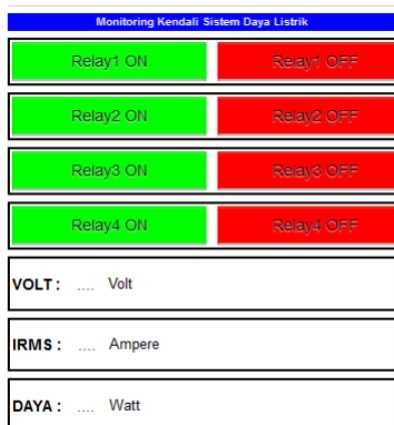 Monitoring Kendali Sistem Daya Listrik
Relay1 ON Relay1 OFF
Relay2 ON Relay2 OFF
Relay3 ON Relay3 OFF
Relay4 ON Relay4 OFF
VOLT : .... Volt
IRMS : .... Ampere
DAYA : .... Watt